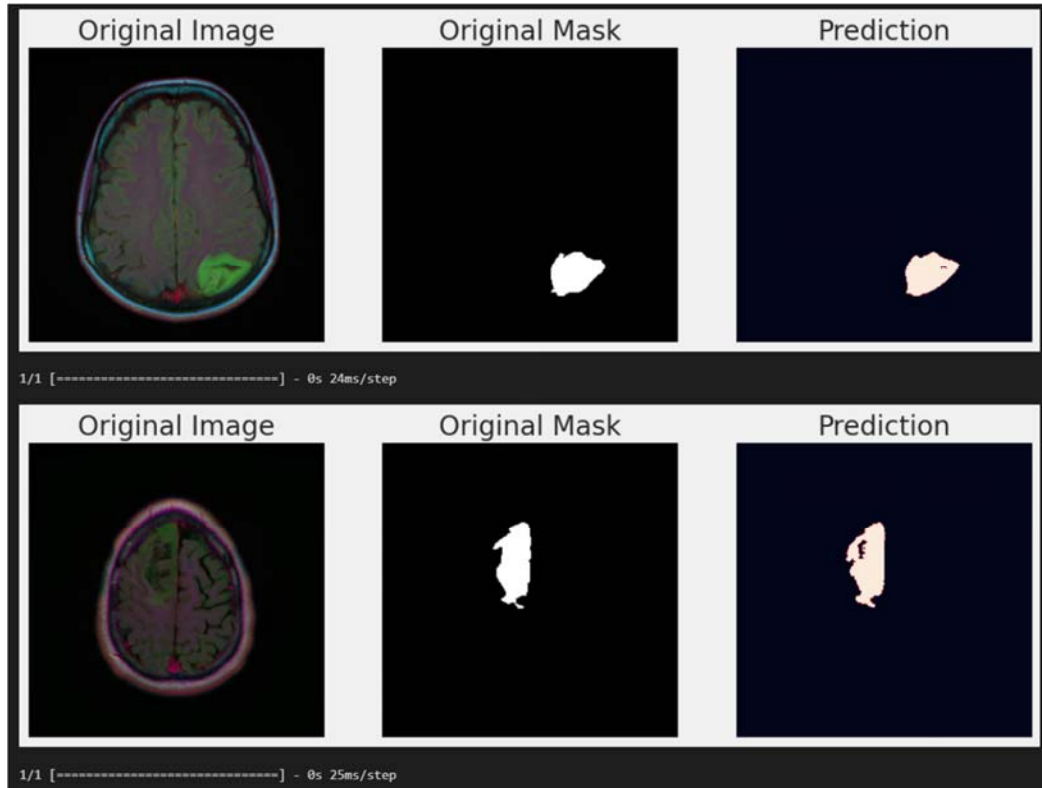 Original Image Original Mask Prediction
1/1 [==============================] - 0s 24ms/step
Original Image Original Mask Prediction
1/1 [==============================] - 0s 25ms/step